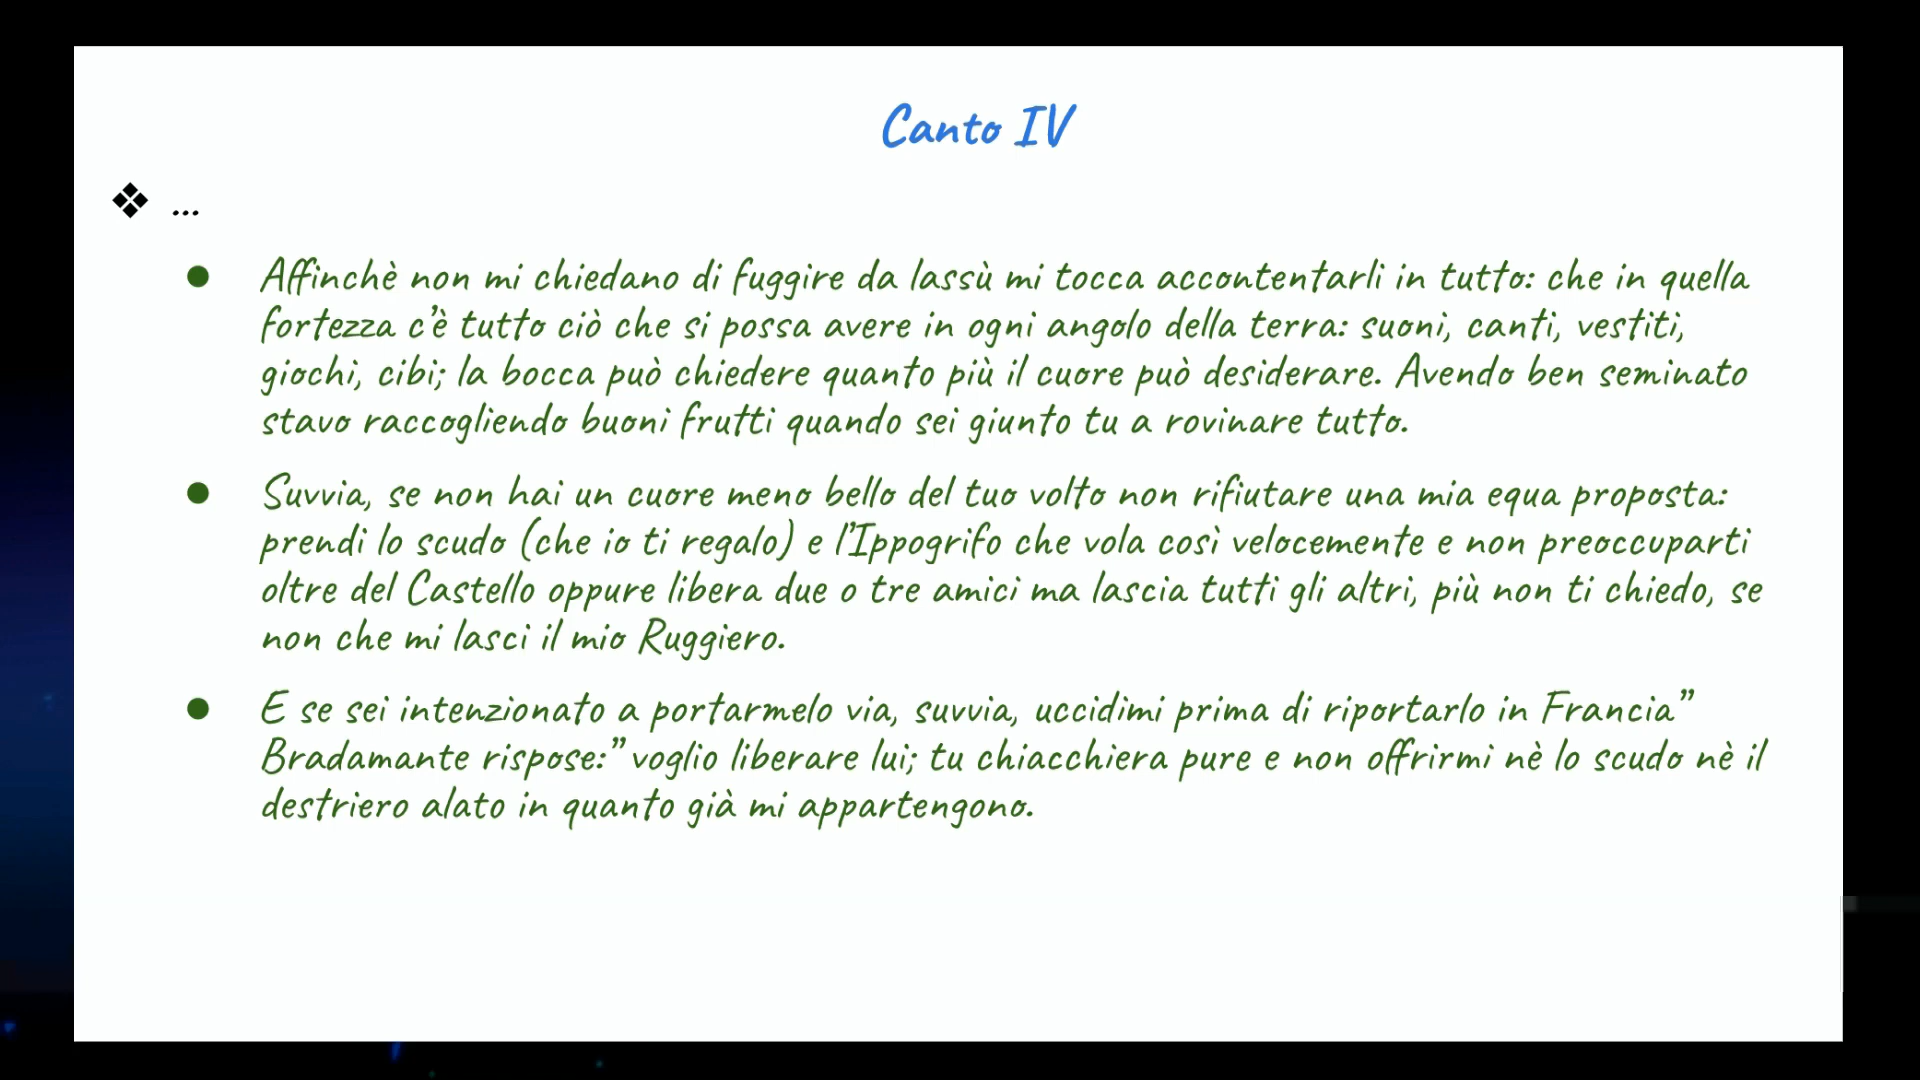 Canto IV
❖ ...
● Affinchè non mi chiedano di fuggire da lassù mi tocca accontentarli in tutto: che in quella
fortezza c’è tutto ciò che si possa avere in ogni angolo della terra: suoni, canti, vestiti,
giochi, cibi; la bocca può chiedere quanto più il cuore può desiderare. Avendo ben seminato
stavo raccogliendo buoni frutti quando sei giunto tu a rovinare tutto.
● Suvvia, se non hai un cuore meno bello del tuo volto non rifiutare una mia equa proposta:
prendi lo scudo (che io ti regalo) e l’Ippogrifo che vola così velocemente e non preoccuparti
oltre del Castello oppure libera due o tre amici ma lascia tutti gli altri, più non ti chiedo, se
non che mi lasci il mio Ruggiero.
● E se sei intenzionato a portarmelo via, suvvia, uccidimi prima di riportarlo in Francia”
Bradamante rispose:” voglio liberare lui; tu chiacchiera pure e non offrirmi nè lo scudo nè il
destriero alato in quanto già mi appartengono.